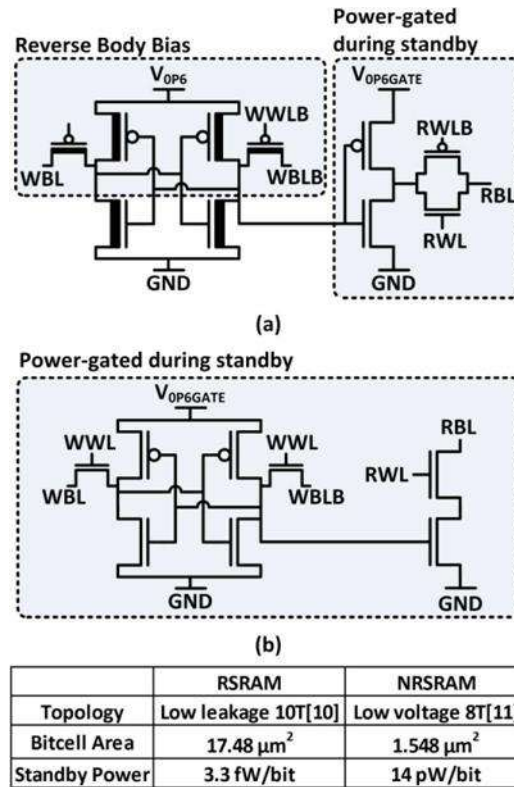 Power-gated
during standby
Reverse Body Bias
V0P6
V0P6GATE
WWLB
RWLB
WBL
WBLB
RBL
RWL
GND
GND
(a)
Power-gated during standby
V0P6GATE
RBL
WWL
WWL
RWL
WBL
WBLB
GND
GND
(b)
RSRAM NRSRAM
Topology Low leakage 10T[10] Low voltage 8T[11]
Bitcell Area 17.48 μm² 1.548 μm²
Standby Power 3.3 fW/bit 14 pW/bit